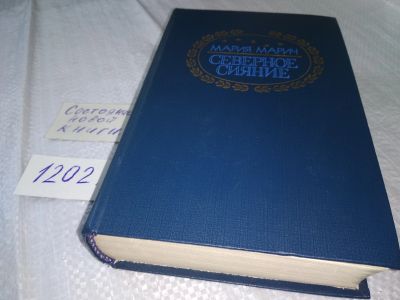 МАРИЯ МАРИЧ
СЕВЕРНОЕ
СИЯНИЕ
Состояние
новой
книги
1202